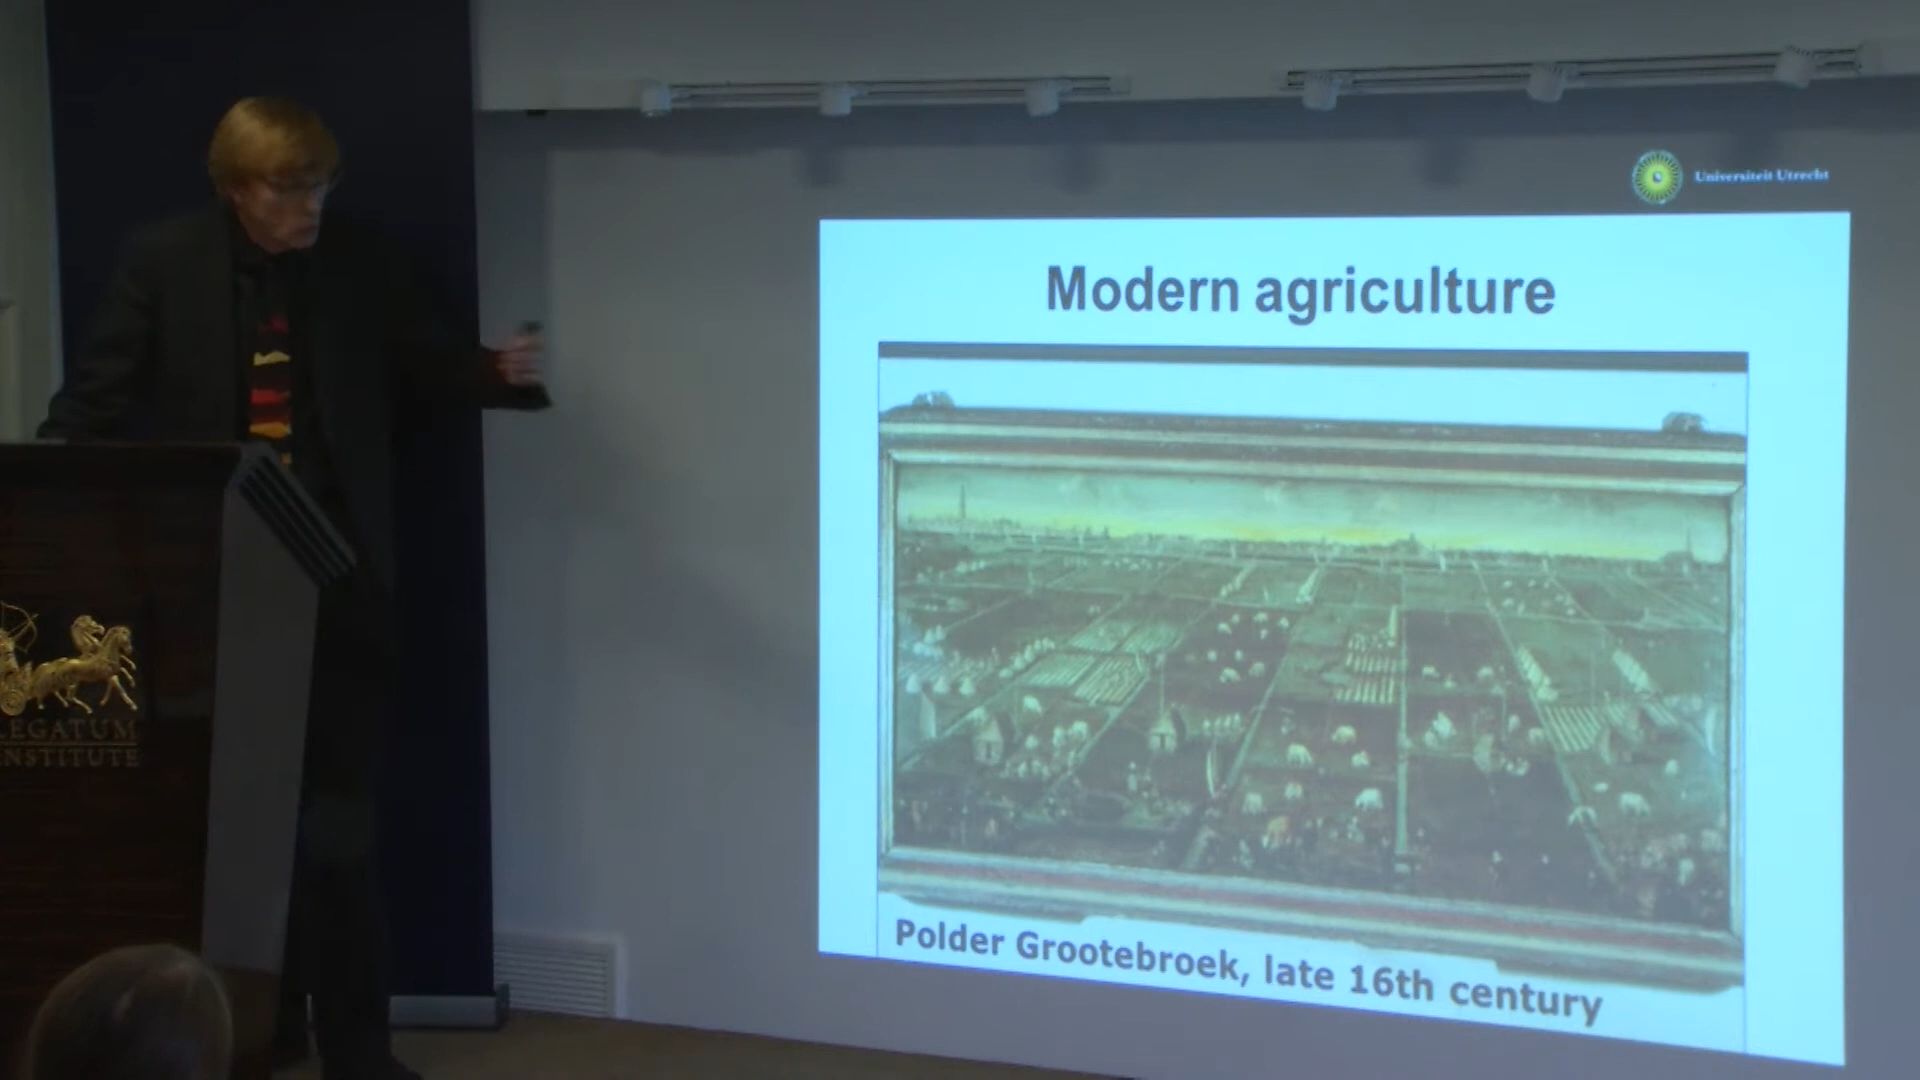 Universiteit Utrecht
Modern agriculture
Polder Grootebroek, late 16th century
LEGATUM
INSTITUTE